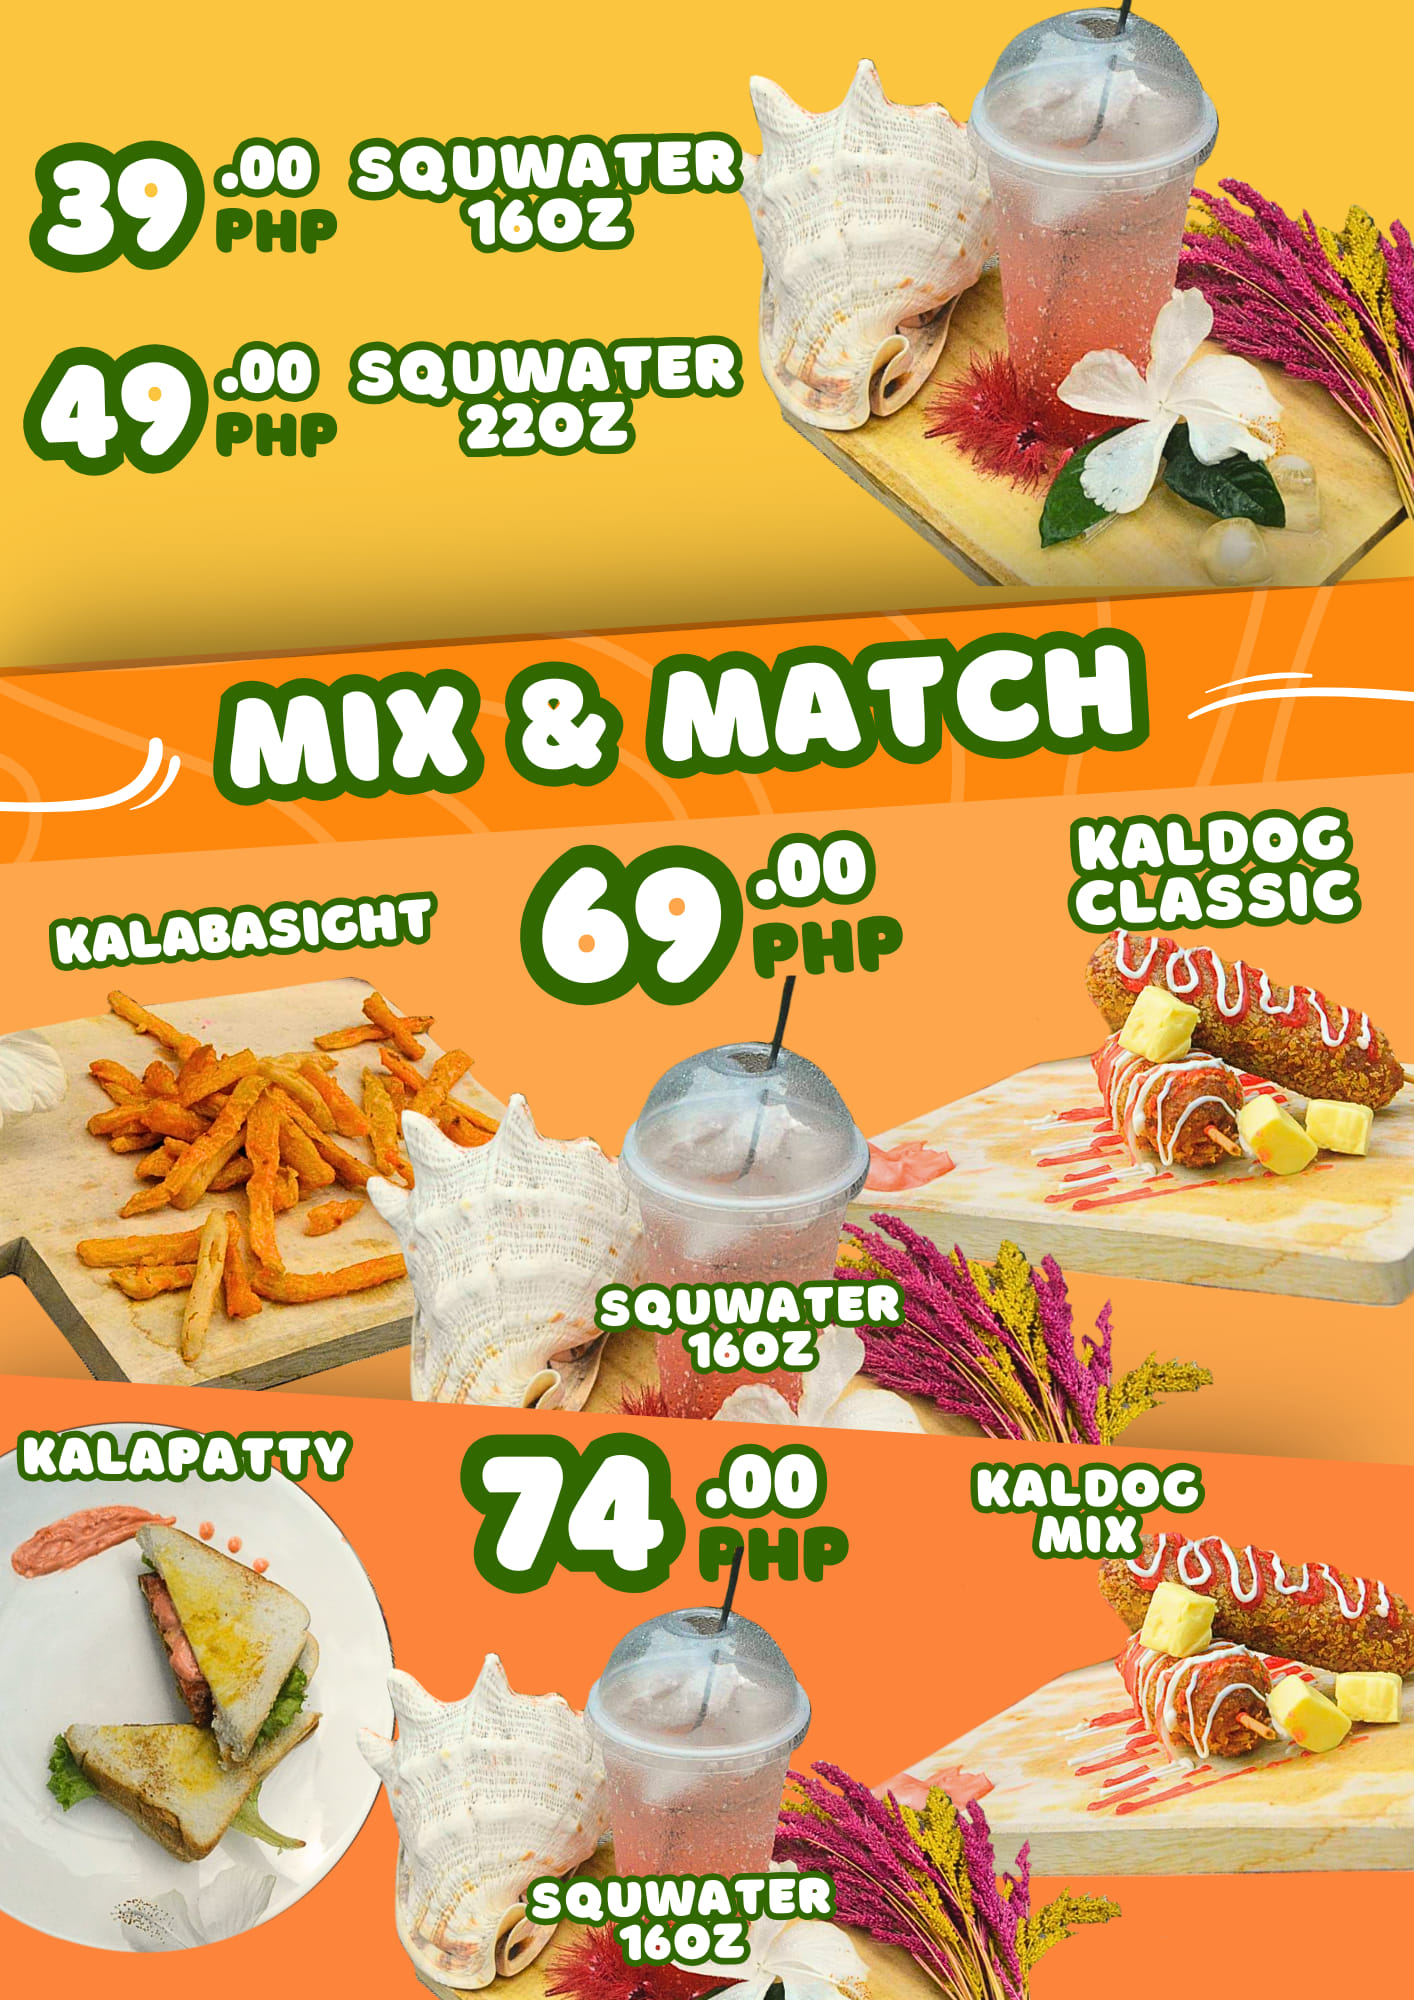 39 .00 PHP
SQUWATER
16OZ
49 .00 PHP
SQUWATER
22OZ
MIX & MATCH
69 .00 PHP
KALABASIGHT
KALDOG
CLASSIC
SQUWATER
16OZ
74 .00 PHP
KALAPATTY
KALDOG
MIX
SQUWATER
16OZ